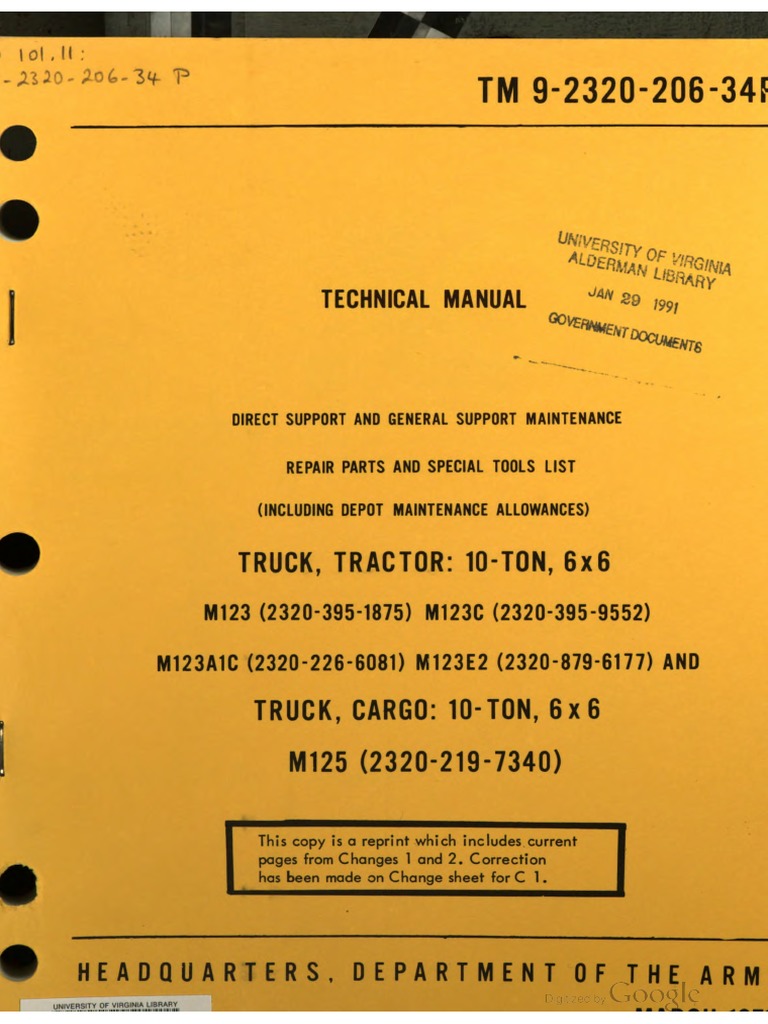 101.11:
-2320-206-34 P
TM 9-2320-206-34P
UNIVERSITY OF VIRGINIA
ALDERMAN LIBRARY
JAN 29 1991
GOVERNMENT DOCUMENTS
TECHNICAL MANUAL
DIRECT SUPPORT AND GENERAL SUPPORT MAINTENANCE
REPAIR PARTS AND SPECIAL TOOLS LIST
(INCLUDING DEPOT MAINTENANCE ALLOWANCES)
TRUCK, TRACTOR: 10-TON, 6x6
M123 (2320-395-1875) M123C (2320-395-9552)
M123A1C (2320-226-6081) M123E2 (2320-879-6177) AND
TRUCK, CARGO: 10-TON, 6x6
M125 (2320-219-7340)
This copy is a reprint which includes current
pages from Changes 1 and 2. Correction
has been made on Change sheet for C 1.
HEADQUARTERS, DEPARTMENT OF THE ARM
Digitized by Google
UNIVERSITY OF VIRGINIA LIBRARY